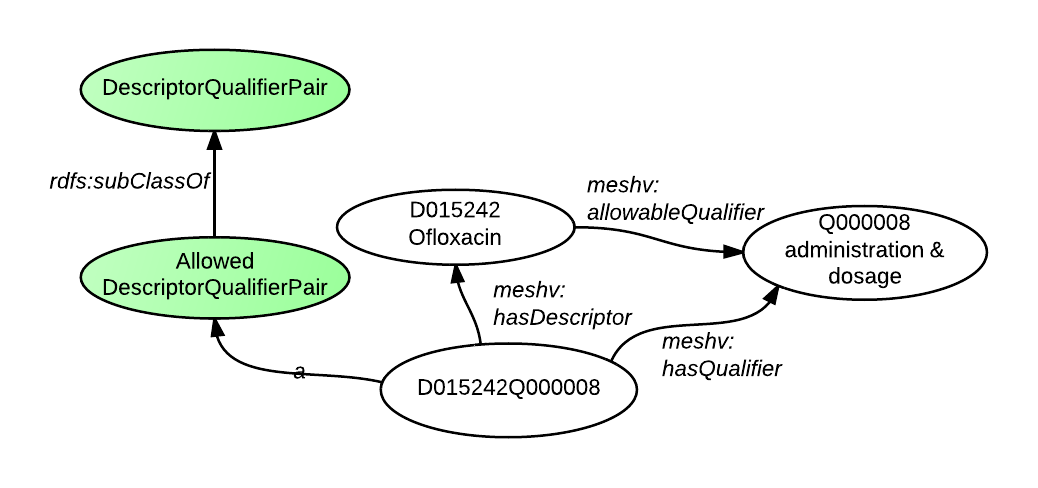 DescriptorQualifierPair
rdfs:subClassOf
meshv:
allowableQualifier
D015242
Ofloxacin
Q000008
administration &
dosage
Allowed
DescriptorQualifierPair
meshv:
hasDescriptor
meshv:
hasQualifier
a
D015242Q000008